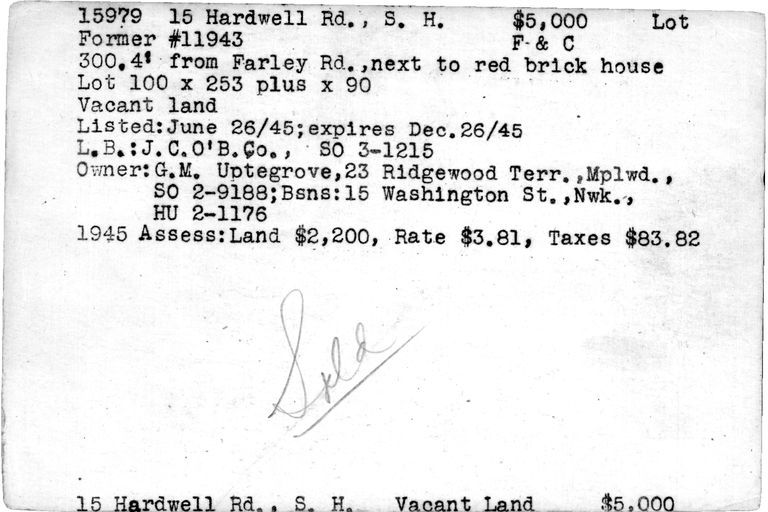 15979 15 Hardwell Rd., S. H. $5,000 Lot
Former #11943 F & C
300.4' from Farley Rd.,next to red brick house
Lot 100 x 253 plus x 90
Vacant land
Listed:June 26/45;expires Dec.26/45
L.B.:J.C.O'B.Co., SO 3-1215
Owner:G.M. Uptegrove,23 Ridgewood Terr.,Mplwd.,
SO 2-9188;Bsns:15 Washington St.,Nwk.,
HU 2-1176
1945 Assess:Land $2,200, Rate $3.81, Taxes $83.82
Sold
15 Hardwell Rd., S. H. Vacant Land $5,000